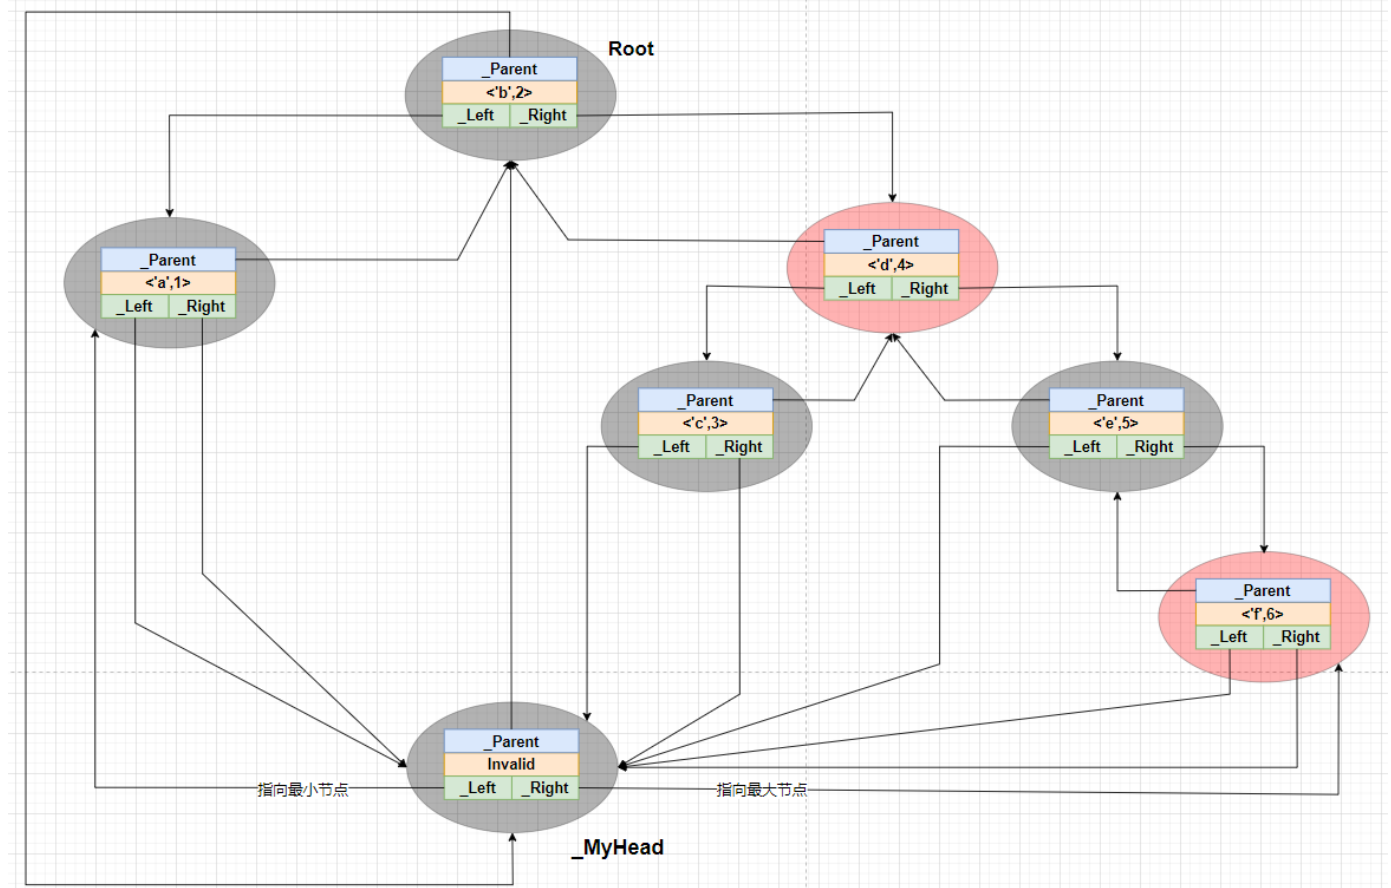 Root
_Parent
<'b',2>
_Left _Right
_Parent
<'a',1>
_Left _Right
_Parent
<'d',4>
_Left _Right
_Parent
<'c',3>
_Left _Right
_Parent
<'e',5>
_Left _Right
_Parent
<'f',6>
_Left _Right
_Parent
Invalid
_Left _Right
指向最小节点
指向最大节点
_MyHead